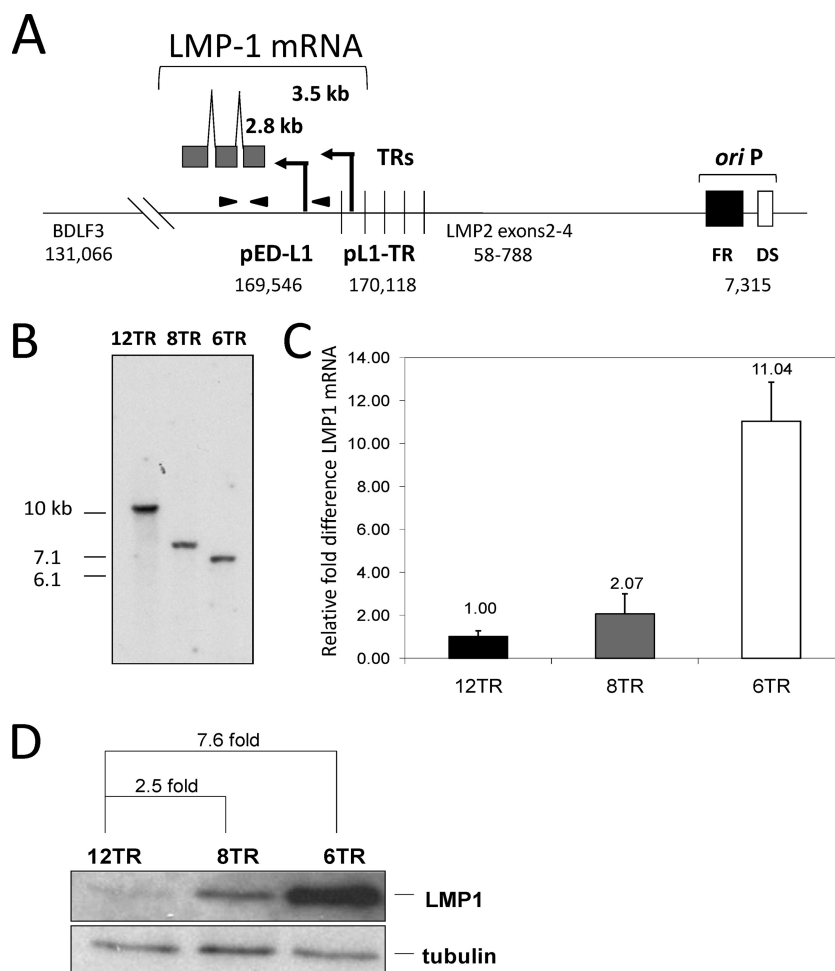 A
LMP-1 mRNA
3.5 kb
2.8 kb
TRs
ori P
BDLF3
131,066
pED-L1
169,546
pL1-TR
170,118
LMP2 exons2-4
58-788
FR DS
7,315
B
12TR 8TR 6TR
10 kb
7.1
6.1
C
Relative fold difference LMP1 mRNA
14.00
12.00
10.00
8.00
6.00
4.00
2.00
0.00
1.00
2.07
11.04
12TR 8TR 6TR
D
7.6 fold
2.5 fold
12TR 8TR 6TR
LMP1
tubulin